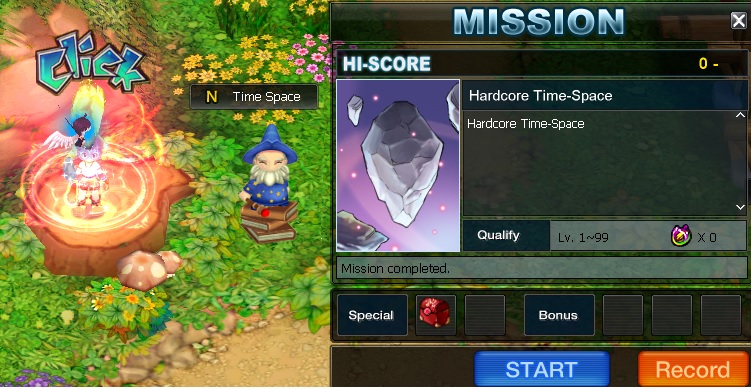 Click
N Time Space
MISSION
HI-SCORE 0 -
Hardcore Time-Space
Hardcore Time-Space
Qualify Lv. 1~99 X 0
Mission completed.
Special Bonus
START Record